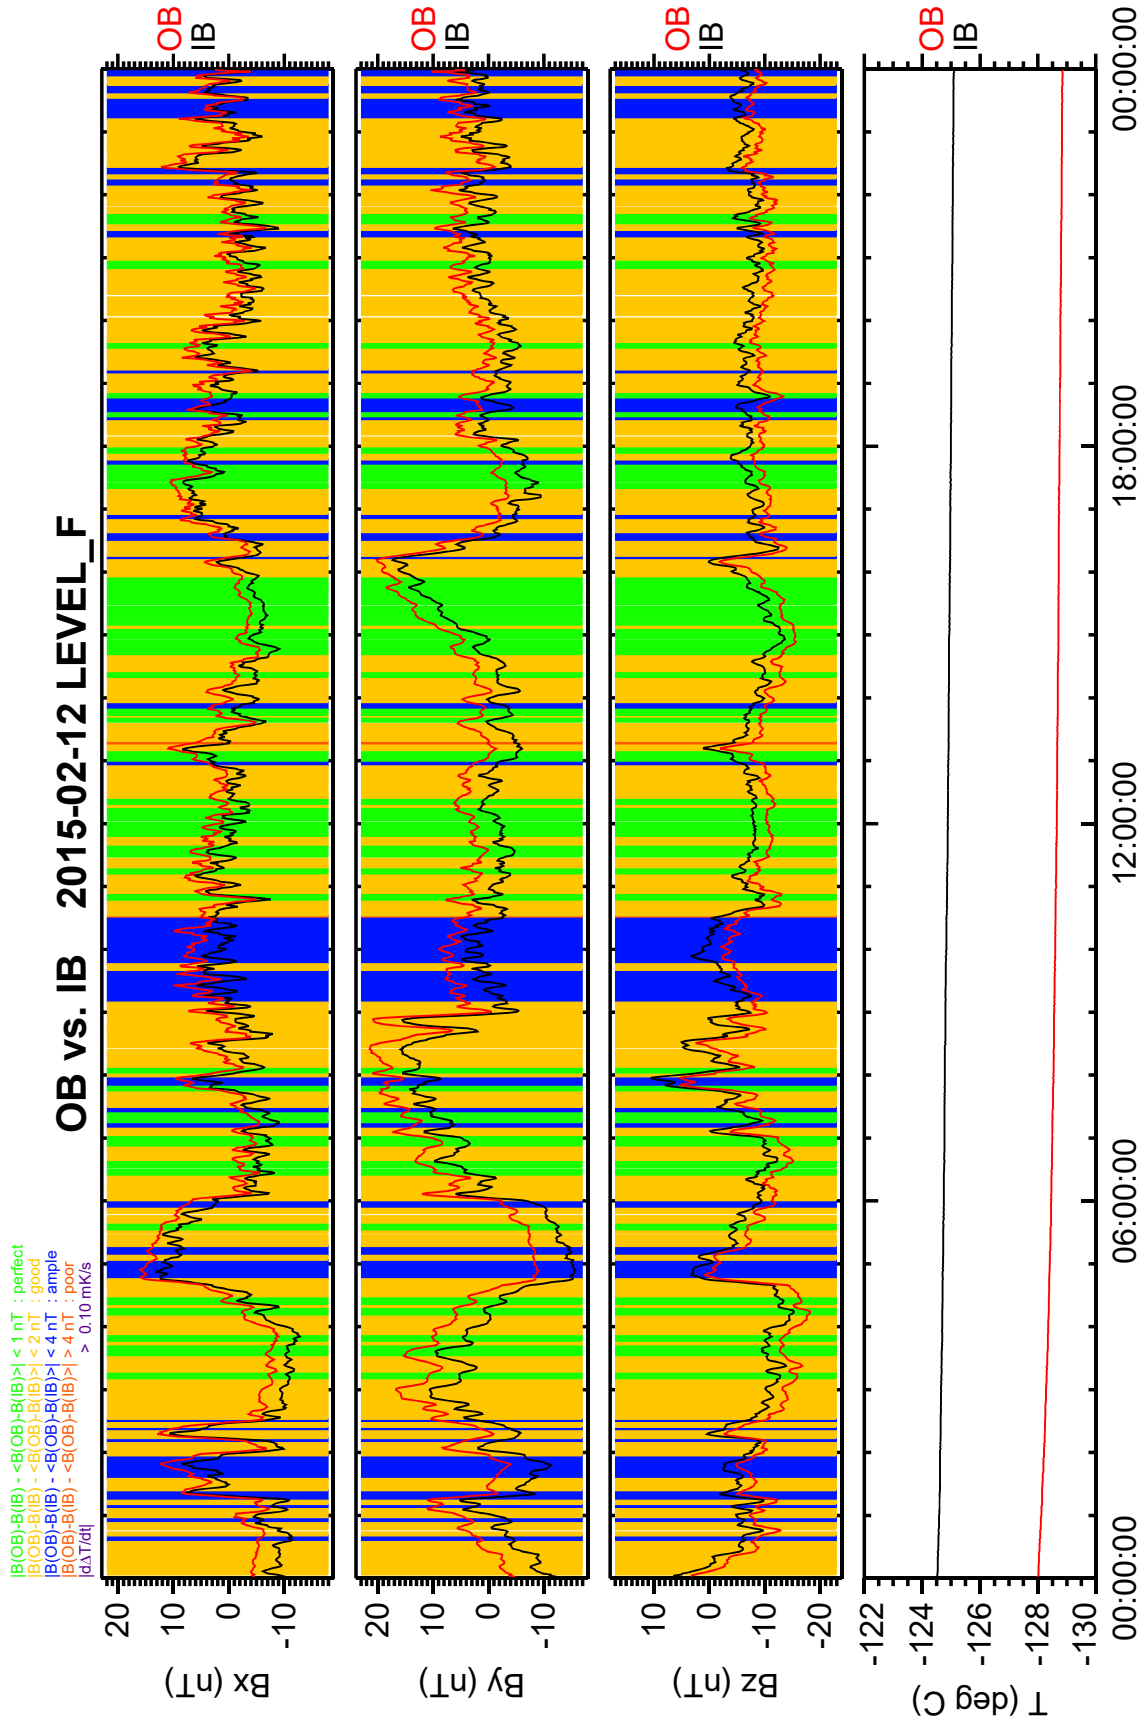 OB vs. IB 2015-02-12 LEVEL_F
|B(OB)-B(IB) - <B(OB)-B(IB)>| < 1 nT : perfect
|B(OB)-B(IB) - <B(OB)-B(IB)>| < 2 nT : good
|B(OB)-B(IB) - <B(OB)-B(IB)>| < 4 nT : ample
|B(OB)-B(IB) - <B(OB)-B(IB)>| > 4 nT : poor
|dΔT/dt| > 0.10 mK/s
Bx (nT)
20
10
0
-10
OB
IB
By (nT)
20
10
0
-10
OB
IB
Bz (nT)
10
0
-10
-20
OB
IB
T (deg C)
-122
-124
-126
-128
-130
OB
IB
00:00:00 06:00:00 12:00:00 18:00:00 00:00:00